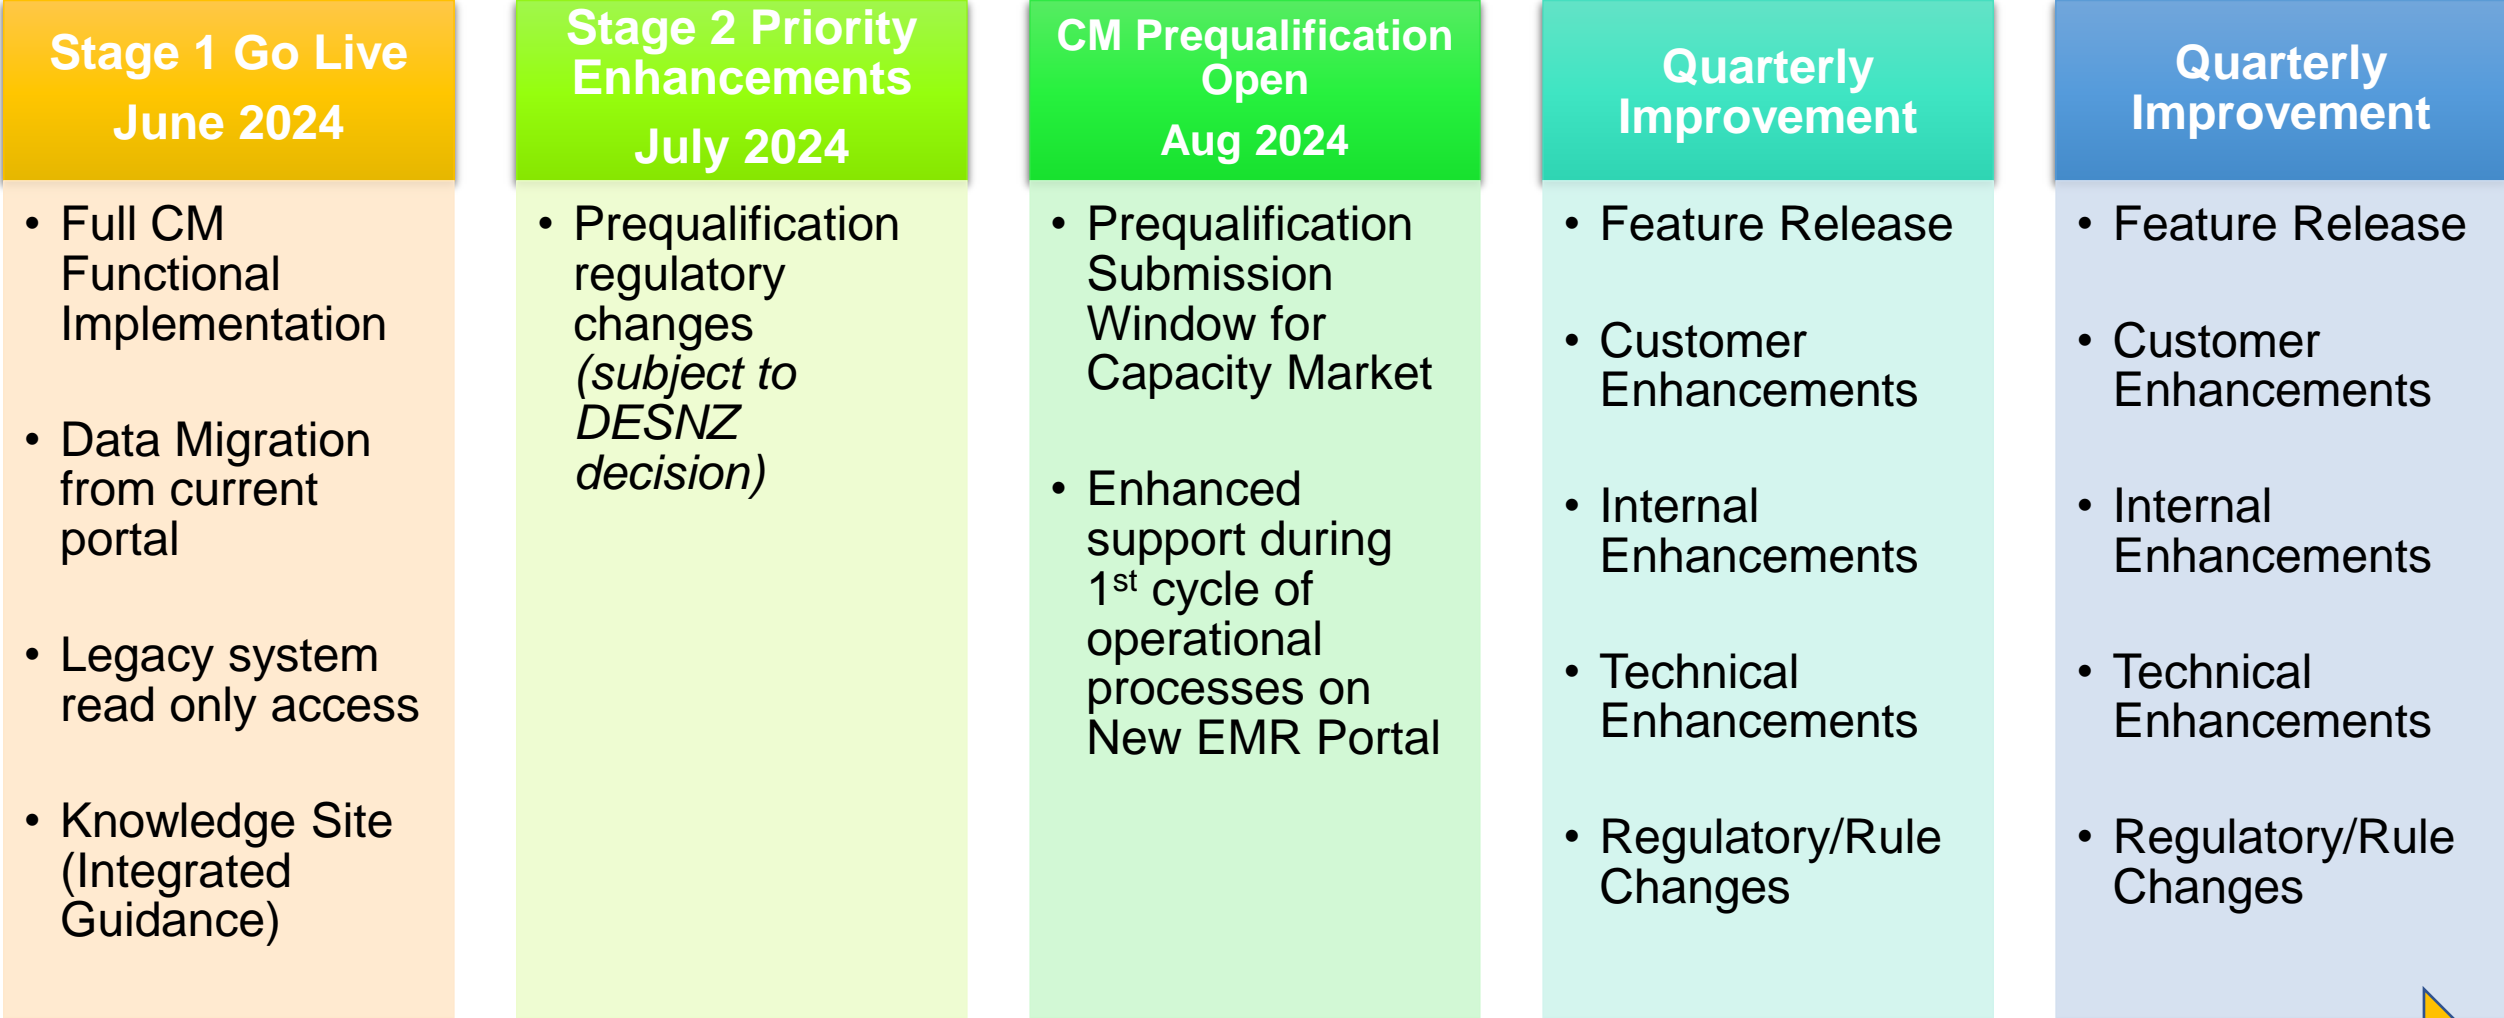 Stage 1 Go Live
June 2024
• Full CM
Functional
Implementation
• Data Migration
from current
portal
• Legacy system
read only access
• Knowledge Site
(Integrated
Guidance)
Stage 2 Priority
Enhancements
July 2024
• Prequalification
regulatory
changes
(subject to
DESNZ
decision)
CM Prequalification
Open
Aug 2024
• Prequalification
Submission
Window for
Capacity Market
• Enhanced
support during
1st cycle of
operational
processes on
New EMR Portal
Quarterly
Improvement
• Feature Release
• Customer
Enhancements
• Internal
Enhancements
• Technical
Enhancements
• Regulatory/Rule
Changes
Quarterly
Improvement
• Feature Release
• Customer
Enhancements
• Internal
Enhancements
• Technical
Enhancements
• Regulatory/Rule
Changes